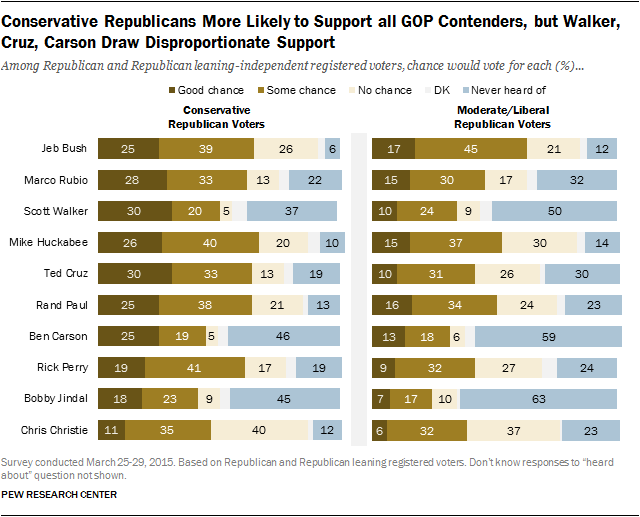 Conservative Republicans More Likely to Support all GOP Contenders, but Walker,
Cruz, Carson Draw Disproportionate Support
Among Republican and Republican leaning-independent registered voters, chance would vote for each (%)...
Good chance Some chance No chance DK Never heard of
Conservative
Republican Voters
Moderate/Liberal
Republican Voters
Jeb Bush 25 39 26 6 17 45 21 12
Marco Rubio 28 33 13 22 15 30 17 32
Scott Walker 30 20 5 37 10 24 9 50
Mike Huckabee 26 40 20 10 15 37 30 14
Ted Cruz 30 33 13 19 10 31 26 30
Rand Paul 25 38 21 13 16 34 24 23
Ben Carson 25 19 5 46 13 18 6 59
Rick Perry 19 41 17 19 9 32 27 24
Bobby Jindal 18 23 9 45 7 17 10 63
Chris Christie 11 35 40 12 6 32 37 23
Survey conducted March 25-29, 2015. Based on Republican and Republican leaning registered voters. Don't know responses to "heard
about" question not shown.
PEW RESEARCH CENTER